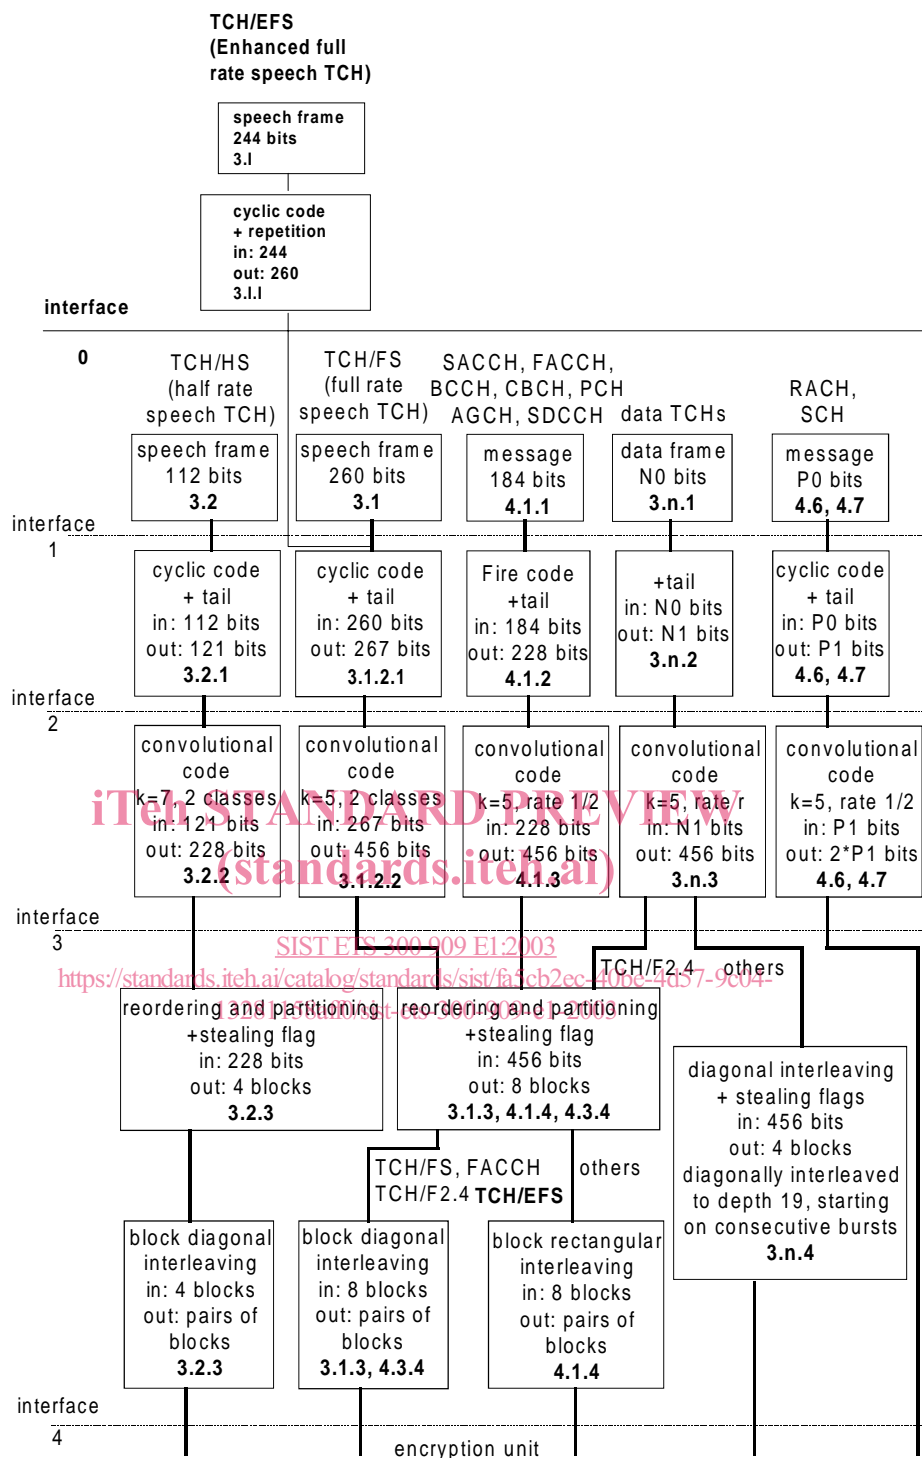 TCH/EFS
(Enhanced full
rate speech TCH)
speech frame
244 bits
3.I
cyclic code
+ repetition
in: 244
out: 260
3.I.I
interface
0
TCH/HS
(half rate
speech TCH)
TCH/FS
(full rate
speech TCH)
SACCH, FACCH,
BCCH, CBCH, PCH
AGCH, SDCCH
data TCHs
RACH,
SCH
speech frame
112 bits
3.2
speech frame
260 bits
3.1
message
184 bits
4.1.1
data frame
N0 bits
3.n.1
message
P0 bits
4.6, 4.7
interface
1
cyclic code
+ tail
in: 112 bits
out: 121 bits
3.2.1
cyclic code
+ tail
in: 260 bits
out: 267 bits
3.1.2.1
Fire code
+tail
in: 184 bits
out: 228 bits
4.1.2
+tail
in: N0 bits
out: N1 bits
3.n.2
cyclic code
+ tail
in: P0 bits
out: P1 bits
4.6, 4.7
interface
2
convolutional
code
k=7, 2 classes
in: 121 bits
out: 228 bits
3.2.2
convolutional
code
k=5, 2 classes
in: 267 bits
out: 456 bits
3.1.2.2
convolutional
code
k=5, rate 1/2
in: 228 bits
out: 456 bits
4.1.3
convolutional
code
k=5, rate r
in: N1 bits
out: 456 bits
3.n.3
convolutional
code
k=5, rate 1/2
in: P1 bits
out: 2*P1 bits
4.6, 4.7
iTeh STANDARD PREVIEW
(standards.iteh.ai)
interface
3
SIST ETS 300 909 E1:2003
TCH/F2.4
others
reordering and partitioning
+stealing flag
in: 228 bits
out: 4 blocks
3.2.3
reordering and partitioning
+stealing flag
in: 456 bits
out: 8 blocks
3.1.3, 4.1.4, 4.3.4
diagonal interleaving
+ stealing flags
in: 456 bits
out: 4 blocks
diagonally interleaved
to depth 19, starting
on consecutive bursts
3.n.4
TCH/FS, FACCH
TCH/F2.4 TCH/EFS
others
block diagonal
interleaving
in: 4 blocks
out: pairs of
blocks
3.2.3
block diagonal
interleaving
in: 8 blocks
out: pairs of
blocks
3.1.3, 4.3.4
block rectangular
interleaving
in: 8 blocks
out: pairs of
blocks
4.1.4
interface
4
encryption unit